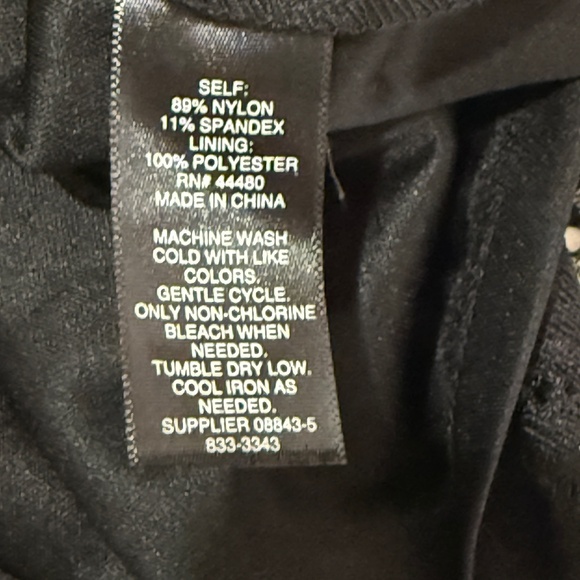 SELF:
89% NYLON
11% SPANDEX
LINING:
100% POLYESTER
RN# 44480
MADE IN CHINA
MACHINE WASH
COLD WITH LIKE
COLORS.
GENTLE CYCLE.
ONLY NON-CHLORINE
BLEACH WHEN
NEEDED.
TUMBLE DRY LOW.
COOL IRON AS
NEEDED.
SUPPLIER 08843-5
833-3343